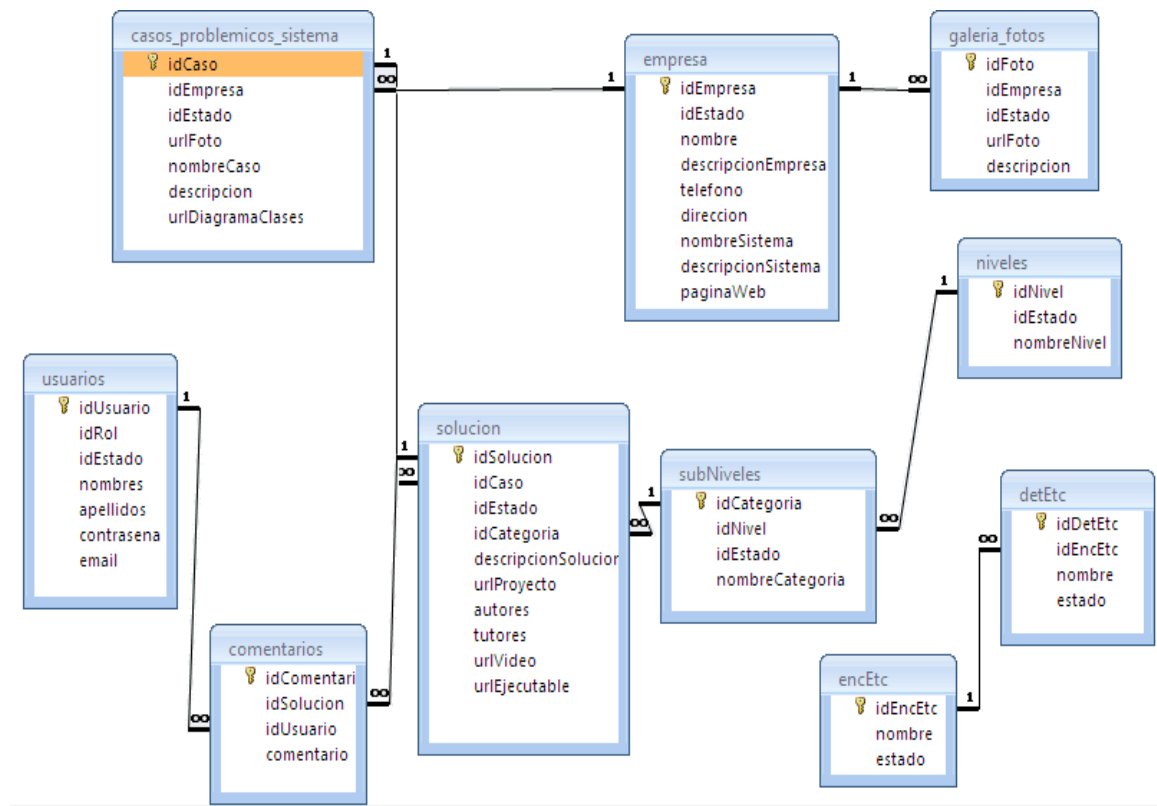 casos_problemicos_sistema
idCaso
idEmpresa
idEstado
urlFoto
nombreCaso
descripcion
urlDiagramaClases
1
∞
1
empresa
idEmpresa
idEstado
nombre
descripcionEmpresa
telefono
direccion
nombreSistema
descripcionSistema
paginaWeb
1
∞
galeria_fotos
idFoto
idEmpresa
idEstado
urlFoto
descripcion
niveles
idNivel
idEstado
nombreNivel
1
usuarios
idUsuario
idRol
idEstado
nombres
apellidos
contrasena
email
1
solucion
idSolucion
idCaso
idEstado
idCategoria
descripcionSolucior
urlProyecto
autores
tutores
urlVideo
urlEjecutable
1
∞
∞
1
subNiveles
idCategoria
idNivel
idEstado
nombreCategoria
∞
detEtc
idDetEtc
idEncEtc
nombre
estado
∞
comentarios
idComentari
idSolucion
idUsuario
comentario
∞
∞
encEtc
idEncEtc
nombre
estado
1